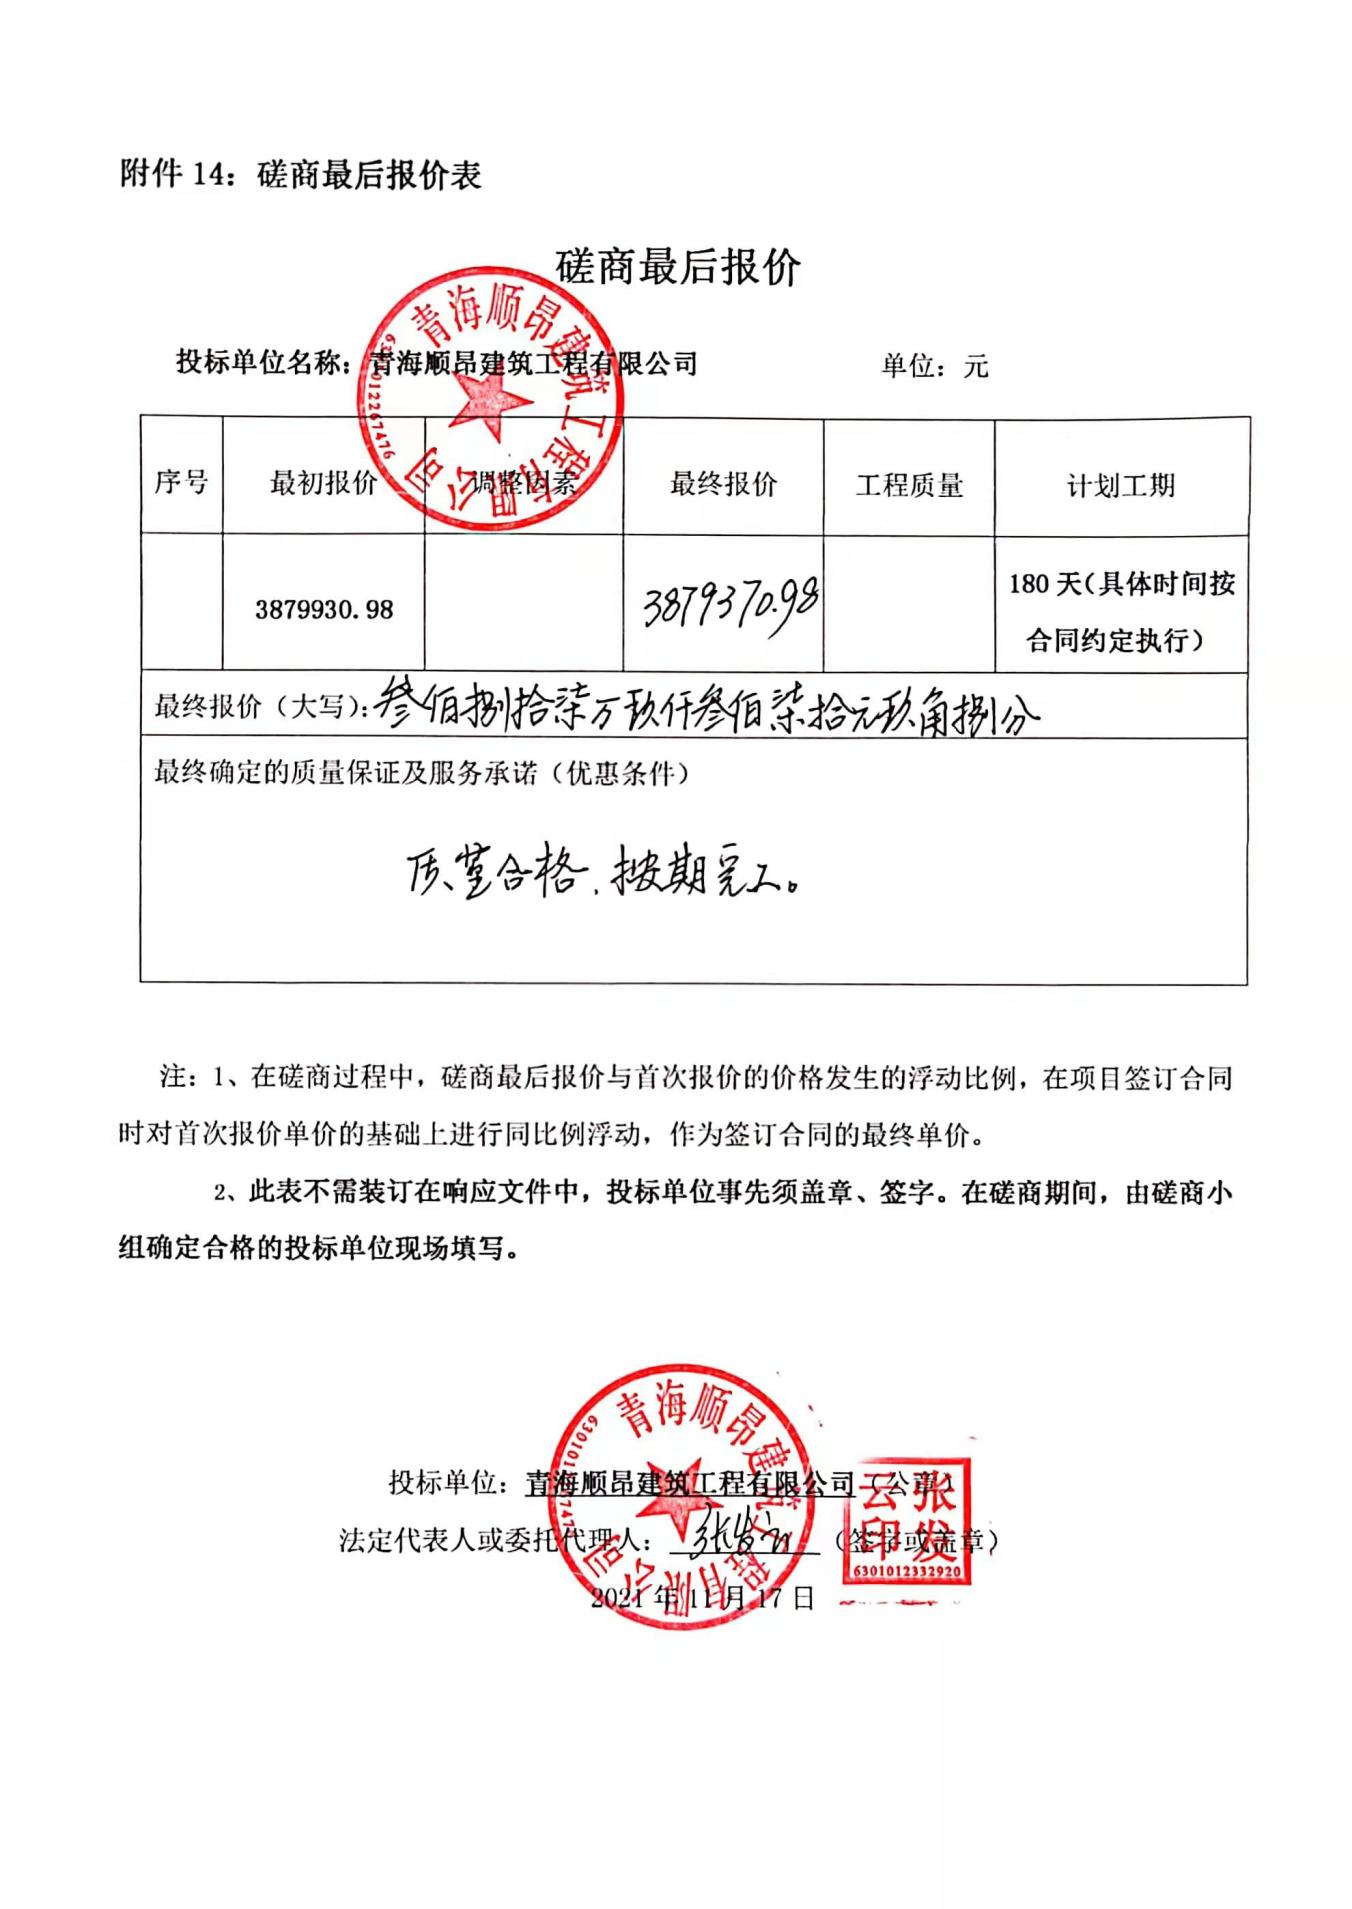 附件 14：磋商最后报价表
磋商最后报价
投标单位名称：青海顺昂建筑工程有限公司 单位：元
青海顺昂建筑工程有限公司
6301012267476
序号 最初报价 调整因素 最终报价 工程质量 计划工期
3879930.98 3879370.98 180 天（具体时间按
合同约定执行）
最终报价（大写）：叁佰捌拾柒万玖仟叁佰柒拾元玖角捌分
最终确定的质量保证及服务承诺（优惠条件）
质量合格，按期完工。
注：1、在磋商过程中，磋商最后报价与首次报价的价格发生的浮动比例，在项目签订合同
时对首次报价单价的基础上进行同比例浮动，作为签订合同的最终单价。
2、此表不需装订在响应文件中，投标单位事先须盖章、签字。在磋商期间，由磋商小
组确定合格的投标单位现场填写。
青海顺昂建筑工程有限公司
投标单位：青海顺昂建筑工程有限公司（公章）
法定代表人或委托代理人：张发云（签字或盖章）
张发云印
6301012332920
2021 年 11 月 17 日